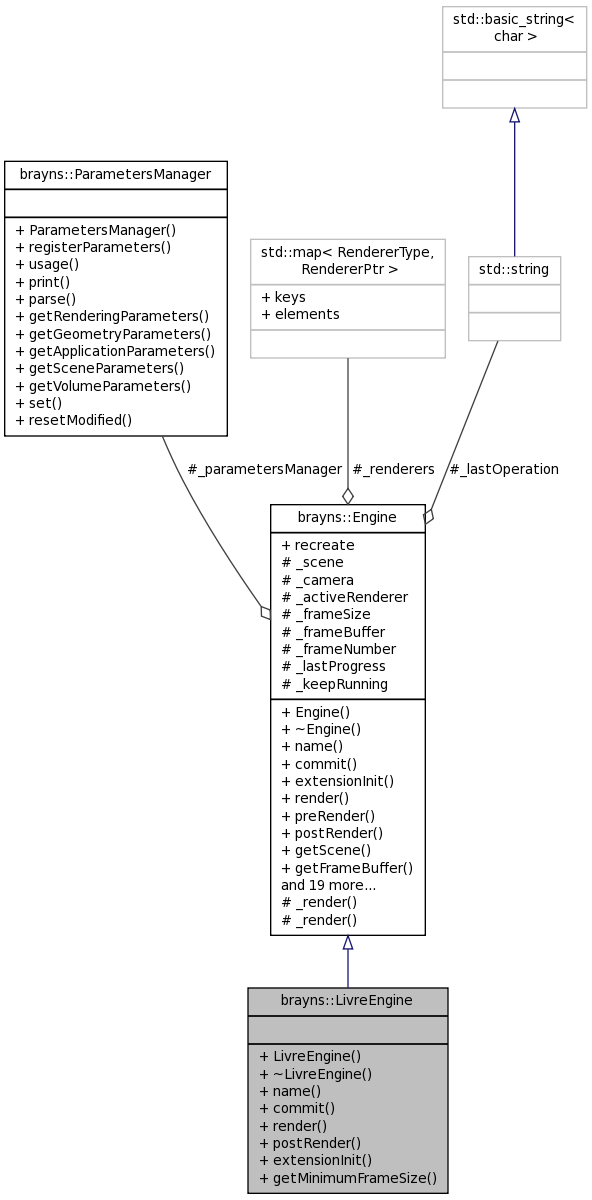 std::basic_string<
char >
brayns::ParametersManager
+ ParametersManager()
+ registerParameters()
+ usage()
+ print()
+ parse()
+ getRenderingParameters()
+ getGeometryParameters()
+ getApplicationParameters()
+ getSceneParameters()
+ getVolumeParameters()
+ set()
+ resetModified()
std::map< RendererType,
RendererPtr >
+ keys
+ elements
std::string
#_parametersManager
#_renderers
#_lastOperation
brayns::Engine
+ recreate
# _scene
# _camera
# _activeRenderer
# _frameSize
# _frameBuffer
# _frameNumber
# _lastProgress
# _keepRunning
+ Engine()
+ ~Engine()
+ name()
+ commit()
+ extensionInit()
+ render()
+ preRender()
+ postRender()
+ getScene()
+ getFrameBuffer()
and 19 more...
# _render()
# _render()
brayns::LivreEngine
+ LivreEngine()
+ ~LivreEngine()
+ name()
+ commit()
+ render()
+ postRender()
+ extensionInit()
+ getMinimumFrameSize()